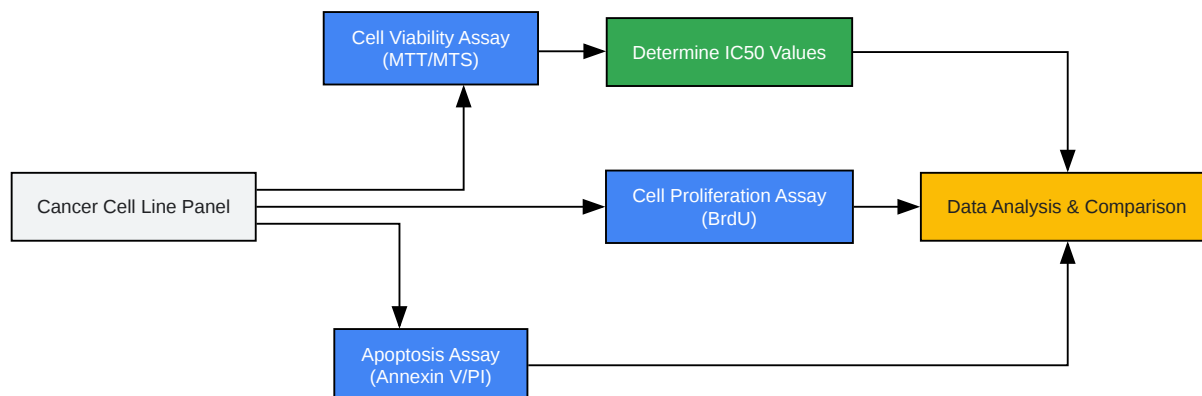 Cell Viability Assay
(MTT/MTS)
Determine IC50 Values
Cancer Cell Line Panel
Cell Proliferation Assay
(BrdU)
Data Analysis & Comparison
Apoptosis Assay
(Annexin V/PI)